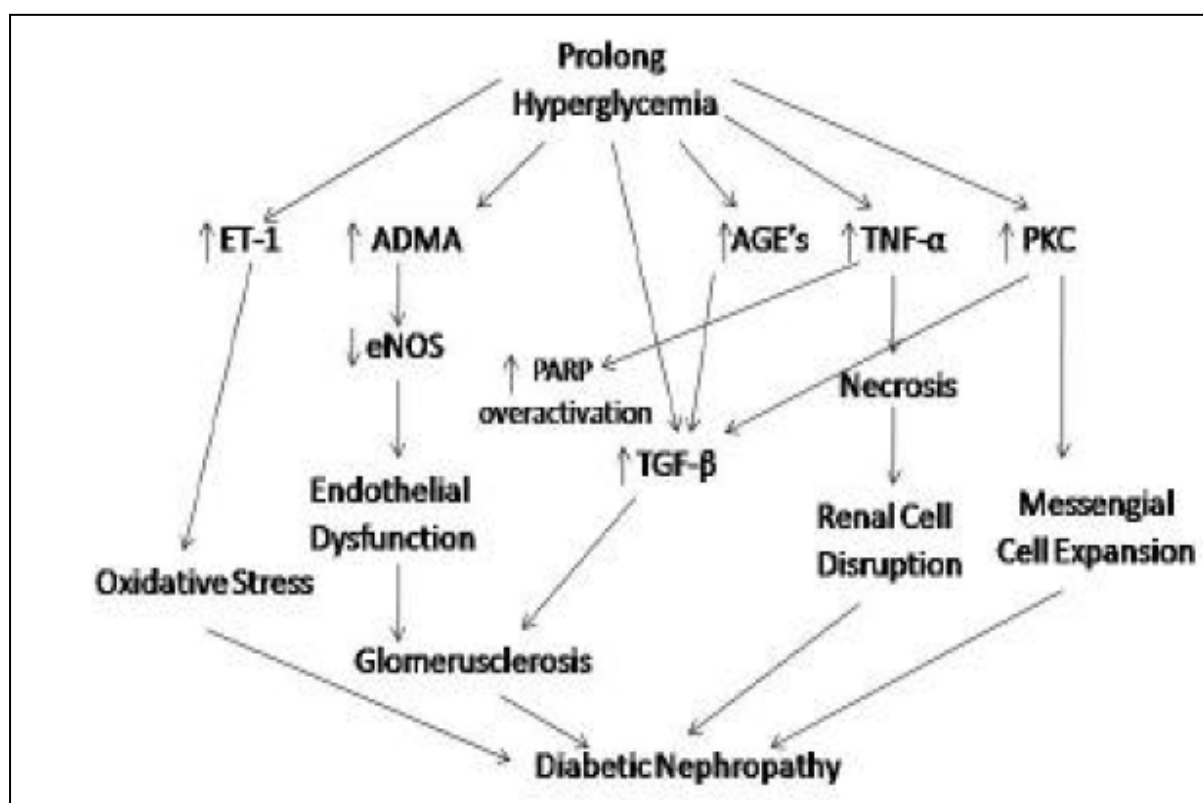 Prolong
Hyperglycemia
↑ET-1
↑ ADMA
↑AGE's
↑TNF-α
↑ PKC
↓eNOS
↑ PARP
overactivation
Necrosis
↑TGF-β
Endothelial
Dysfunction
Renal Cell
Disruption
Messengial
Cell Expansion
Oxidative Stress
Glomerusclerosis
Diabetic Nephropathy